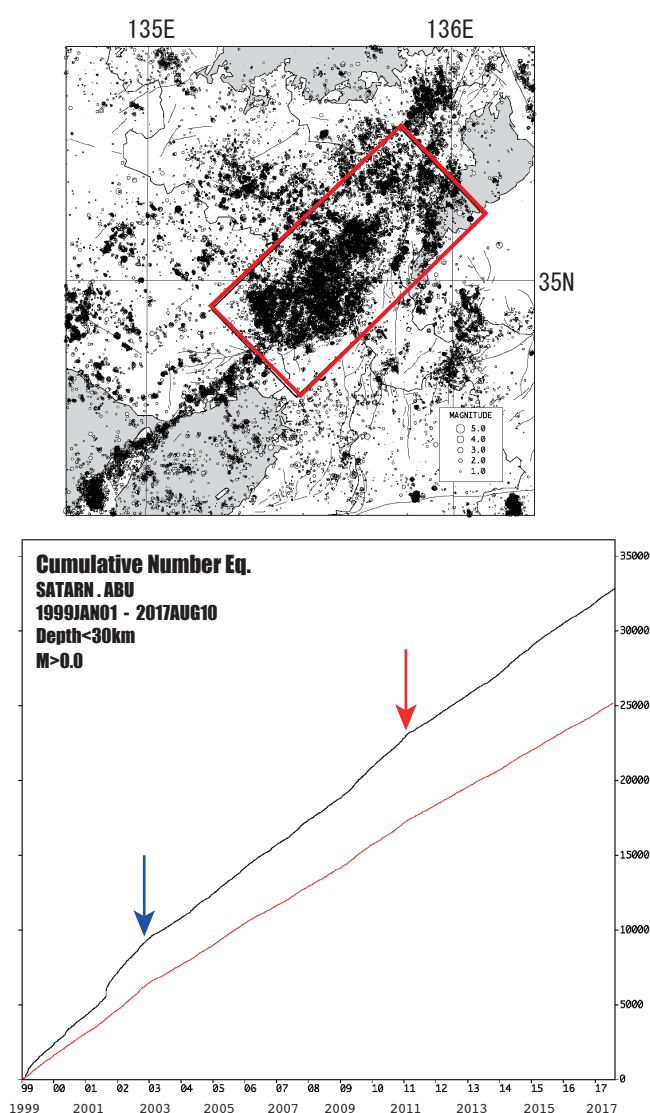 135E 136E
35N
MAGNITUDE
5.0
4.0
3.0
2.0
1.0
Cumulative Number Eq.
SATARN . ABU
1999JAN01 - 2017AUG10
Depth<30km
M>0.0
35000
30000
25000
20000
15000
10000
5000
0
99 00 01 02 03 04 05 06 07 08 09 10 11 12 13 14 15 16 17
1999 2001 2003 2005 2007 2009 2011 2013 2015 2017